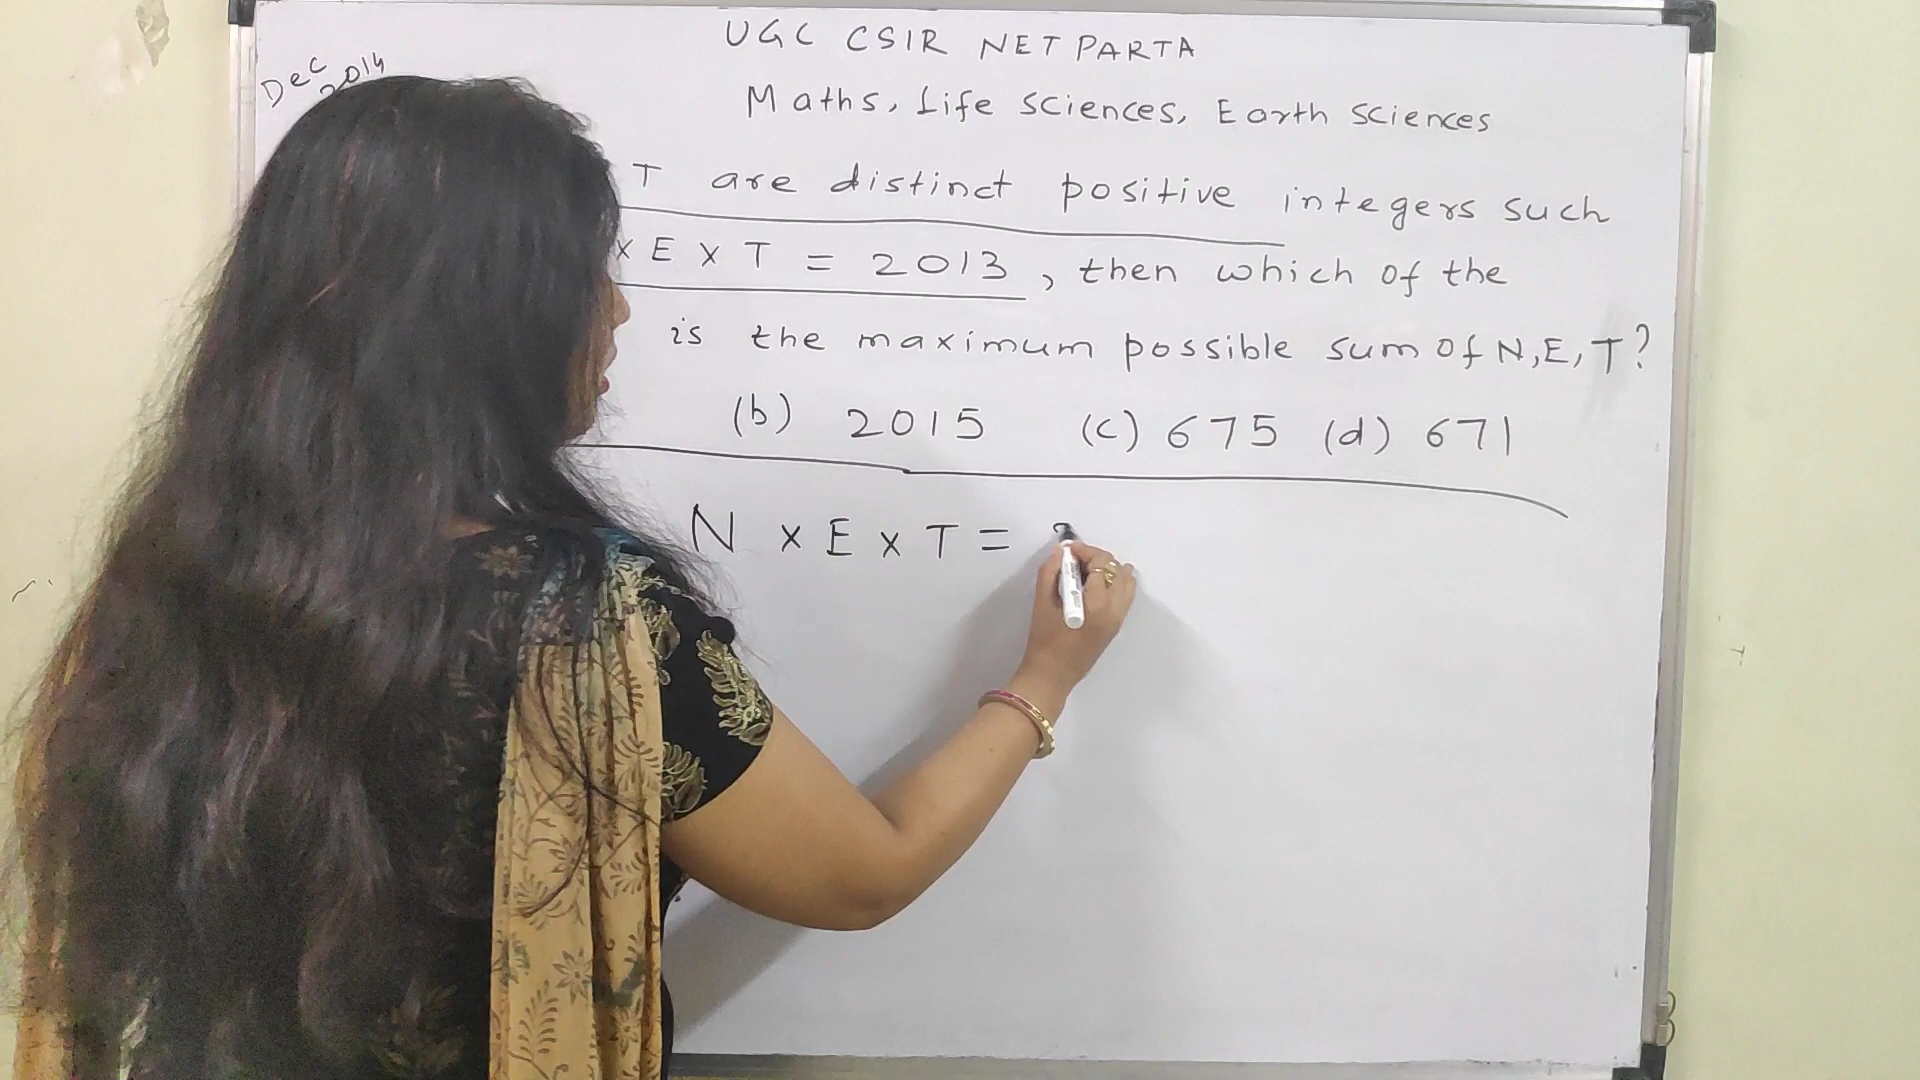 UGC CSIR NET PARTA
Dec 2014
Maths, Life Sciences, Earth Sciences
T are distinct positive integers such
x E x T = 2013, then which of the
is the maximum possible sum of N, E, T?
(b) 2015 (c) 675 (d) 671
N x E x T =